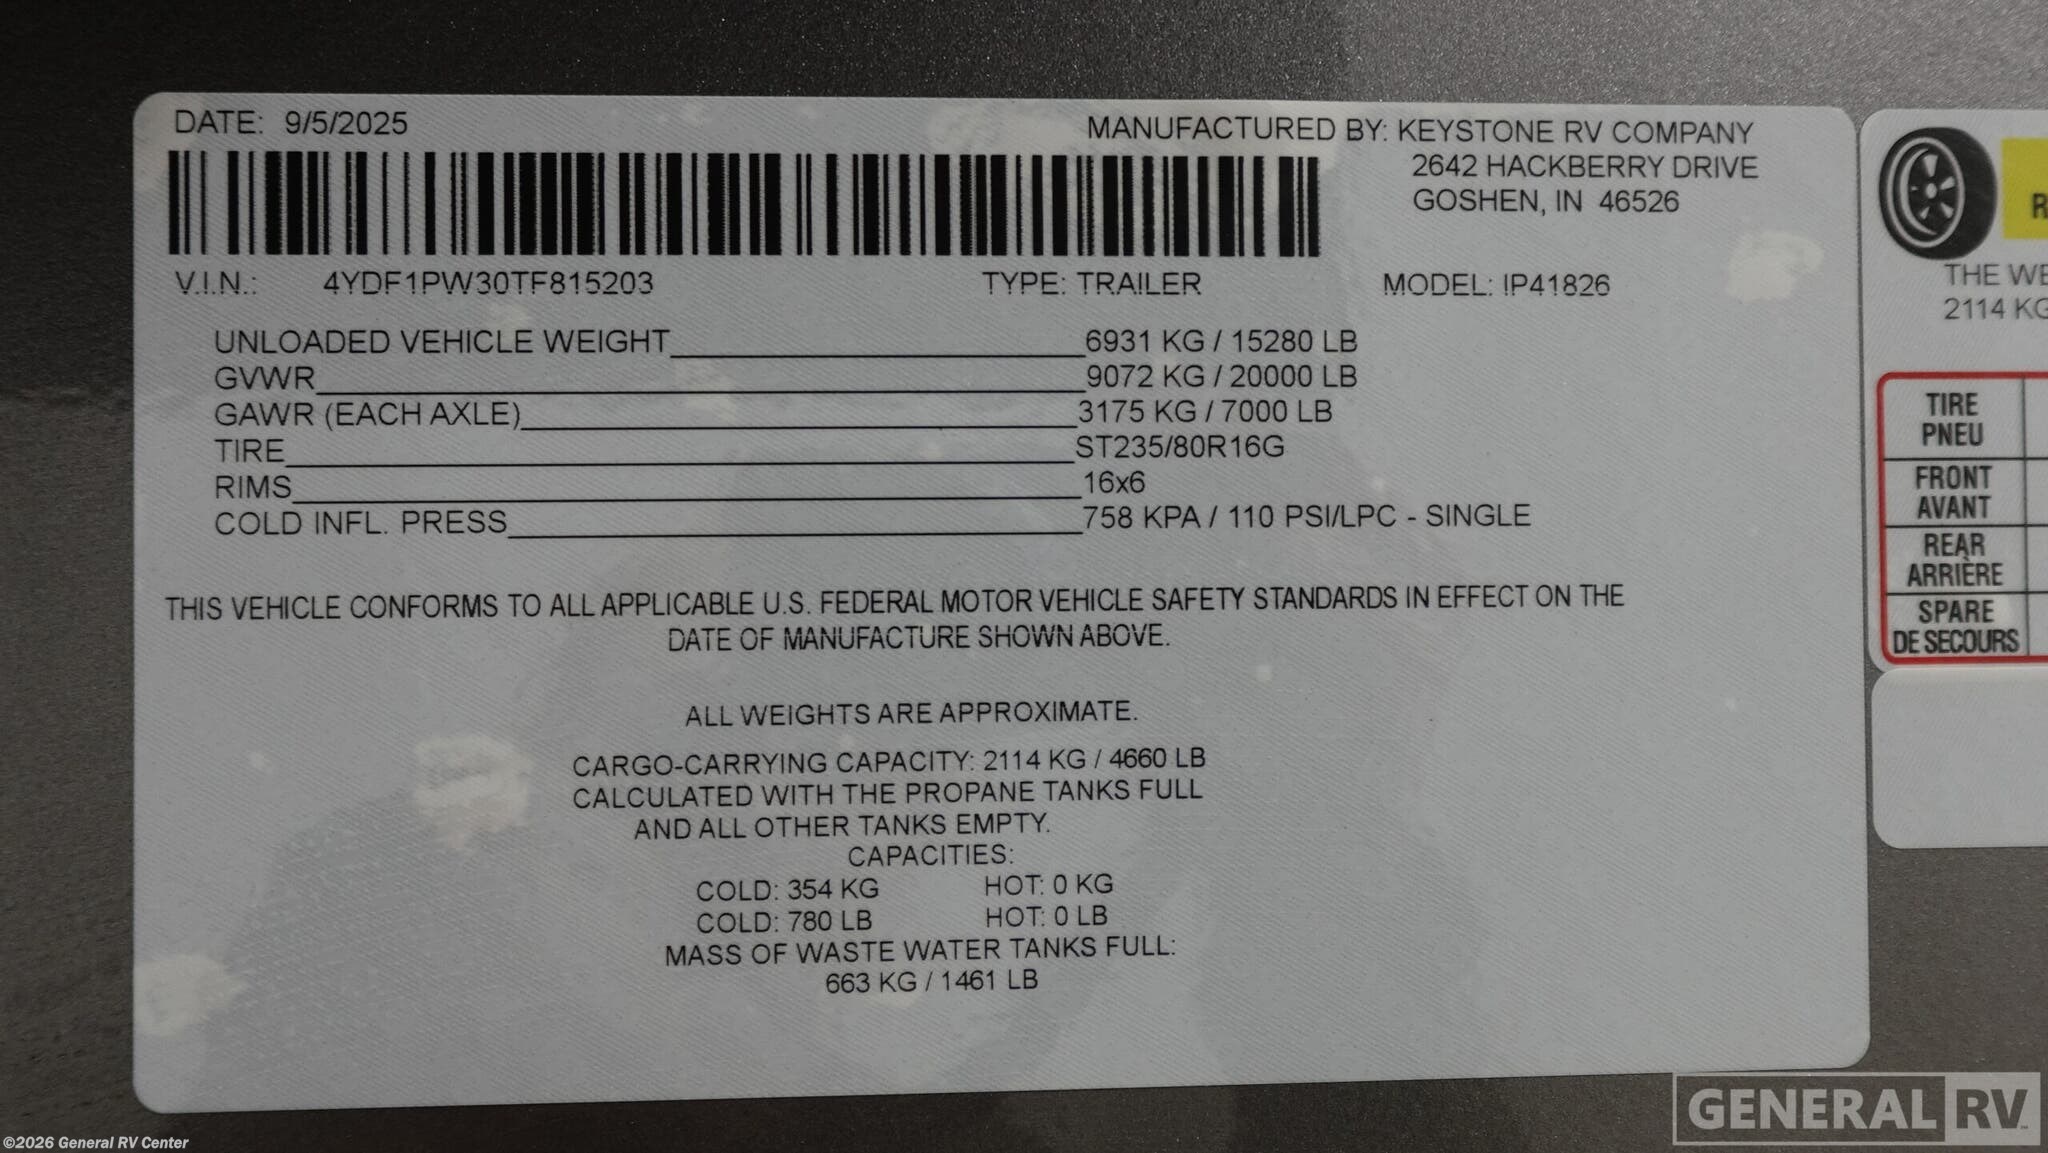 DATE: 9/5/2025
MANUFACTURED BY: KEYSTONE RV COMPANY
2642 HACKBERRY DRIVE
GOSHEN, IN 46526
V.I.N.: 4YDF1PW30TF815203 TYPE: TRAILER MODEL: IP41826
UNLOADED VEHICLE WEIGHT 6931 KG / 15280 LB
GVWR 9072 KG / 20000 LB
GAWR (EACH AXLE) 3175 KG / 7000 LB
TIRE ST235/80R16G
RIMS 16x6
COLD INFL. PRESS 758 KPA / 110 PSI/LPC - SINGLE
THIS VEHICLE CONFORMS TO ALL APPLICABLE U.S. FEDERAL MOTOR VEHICLE SAFETY STANDARDS IN EFFECT ON THE
DATE OF MANUFACTURE SHOWN ABOVE.
ALL WEIGHTS ARE APPROXIMATE.
CARGO-CARRYING CAPACITY: 2114 KG / 4660 LB
CALCULATED WITH THE PROPANE TANKS FULL
AND ALL OTHER TANKS EMPTY.
CAPACITIES:
COLD: 354 KG HOT: 0 KG
COLD: 780 LB HOT: 0 LB
MASS OF WASTE WATER TANKS FULL:
663 KG / 1461 LB
THE WE
2114 KG
TIRE
PNEU
FRONT
AVANT
REAR
ARRIÈRE
SPARE
DE SECOURS
GENERAL RV
©2026 General RV Center